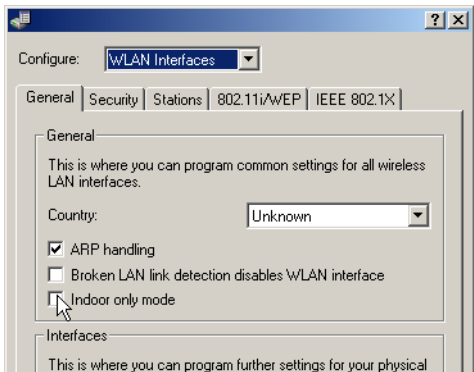 Configure: WLAN Interfaces
General Security Stations 802.11i/WEP IEEE 802.1X
General
This is where you can program common settings for all wireless
LAN interfaces.
Country: Unknown
ARP handling
Broken LAN link detection disables WLAN interface
Indoor only mode
Interfaces
This is where you can program further settings for your physical